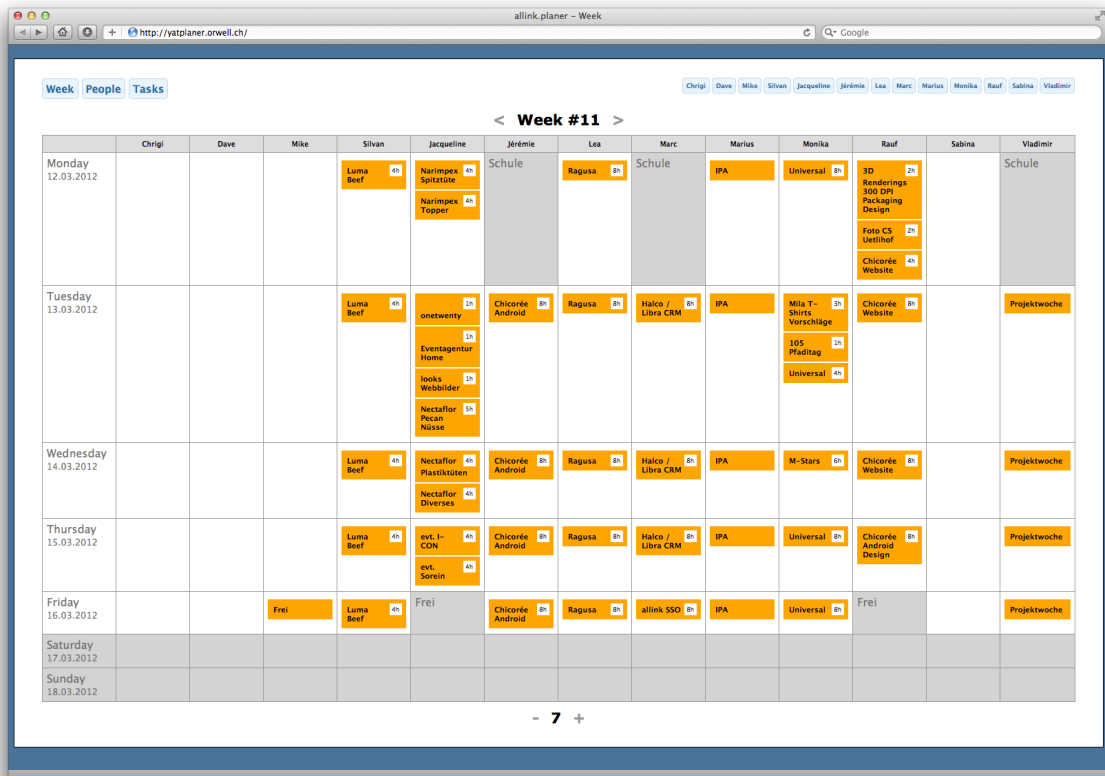 allink.planer – Week
http://yatplaner.orwell.ch/
Google
Week People Tasks
Chrigi Dave Mike Silvan Jacqueline Jérémie Lea Marc Marius Monika Rauf Sabina Vladimir
< Week #11 >
Chrigi Dave Mike Silvan Jacqueline Jérémie Lea Marc Marius Monika Rauf Sabina Vladimir
Monday
12.03.2012
Luma 4h
Beef
Narimpex 4h
Spitztüte
Narimpex 4h
Topper
Schule
Ragusa 8h
Schule
IPA
Universal 8h
3D 2h
Renderings
300 DPI
Packaging
Design
Foto CS 2h
Uetlihof
Chicorée 4h
Website
Schule
Tuesday
13.03.2012
Luma 4h
Beef
1h
onetwenty
1h
Eventagentur
Home
looks 1h
Webbilder
Nectaflor 5h
Pecan
Nüsse
Chicorée 8h
Android
Ragusa 8h
Halco / 8h
Libra CRM
IPA
Mila T- 3h
Shirts
Vorschläge
105 1h
Pfaditag
Universal 4h
Chicorée 8h
Website
Projektwoche
Wednesday
14.03.2012
Luma 4h
Beef
Nectaflor 4h
Plastiktüten
Nectaflor 4h
Diverses
Chicorée 8h
Android
Ragusa 8h
Halco / 8h
Libra CRM
IPA
M-Stars 6h
Chicorée 8h
Website
Projektwoche
Thursday
15.03.2012
Luma 4h
Beef
evt. I- 4h
CON
evt. 4h
Sorein
Chicorée 8h
Android
Ragusa 8h
Halco / 8h
Libra CRM
IPA
Universal 8h
Chicorée 8h
Android
Design
Projektwoche
Friday
16.03.2012
Frei
Luma 4h
Beef
Frei
Chicorée 8h
Android
Ragusa 8h
allink SSO 8h
IPA
Universal 8h
Frei
Projektwoche
Saturday
17.03.2012
Sunday
18.03.2012
- 7 +